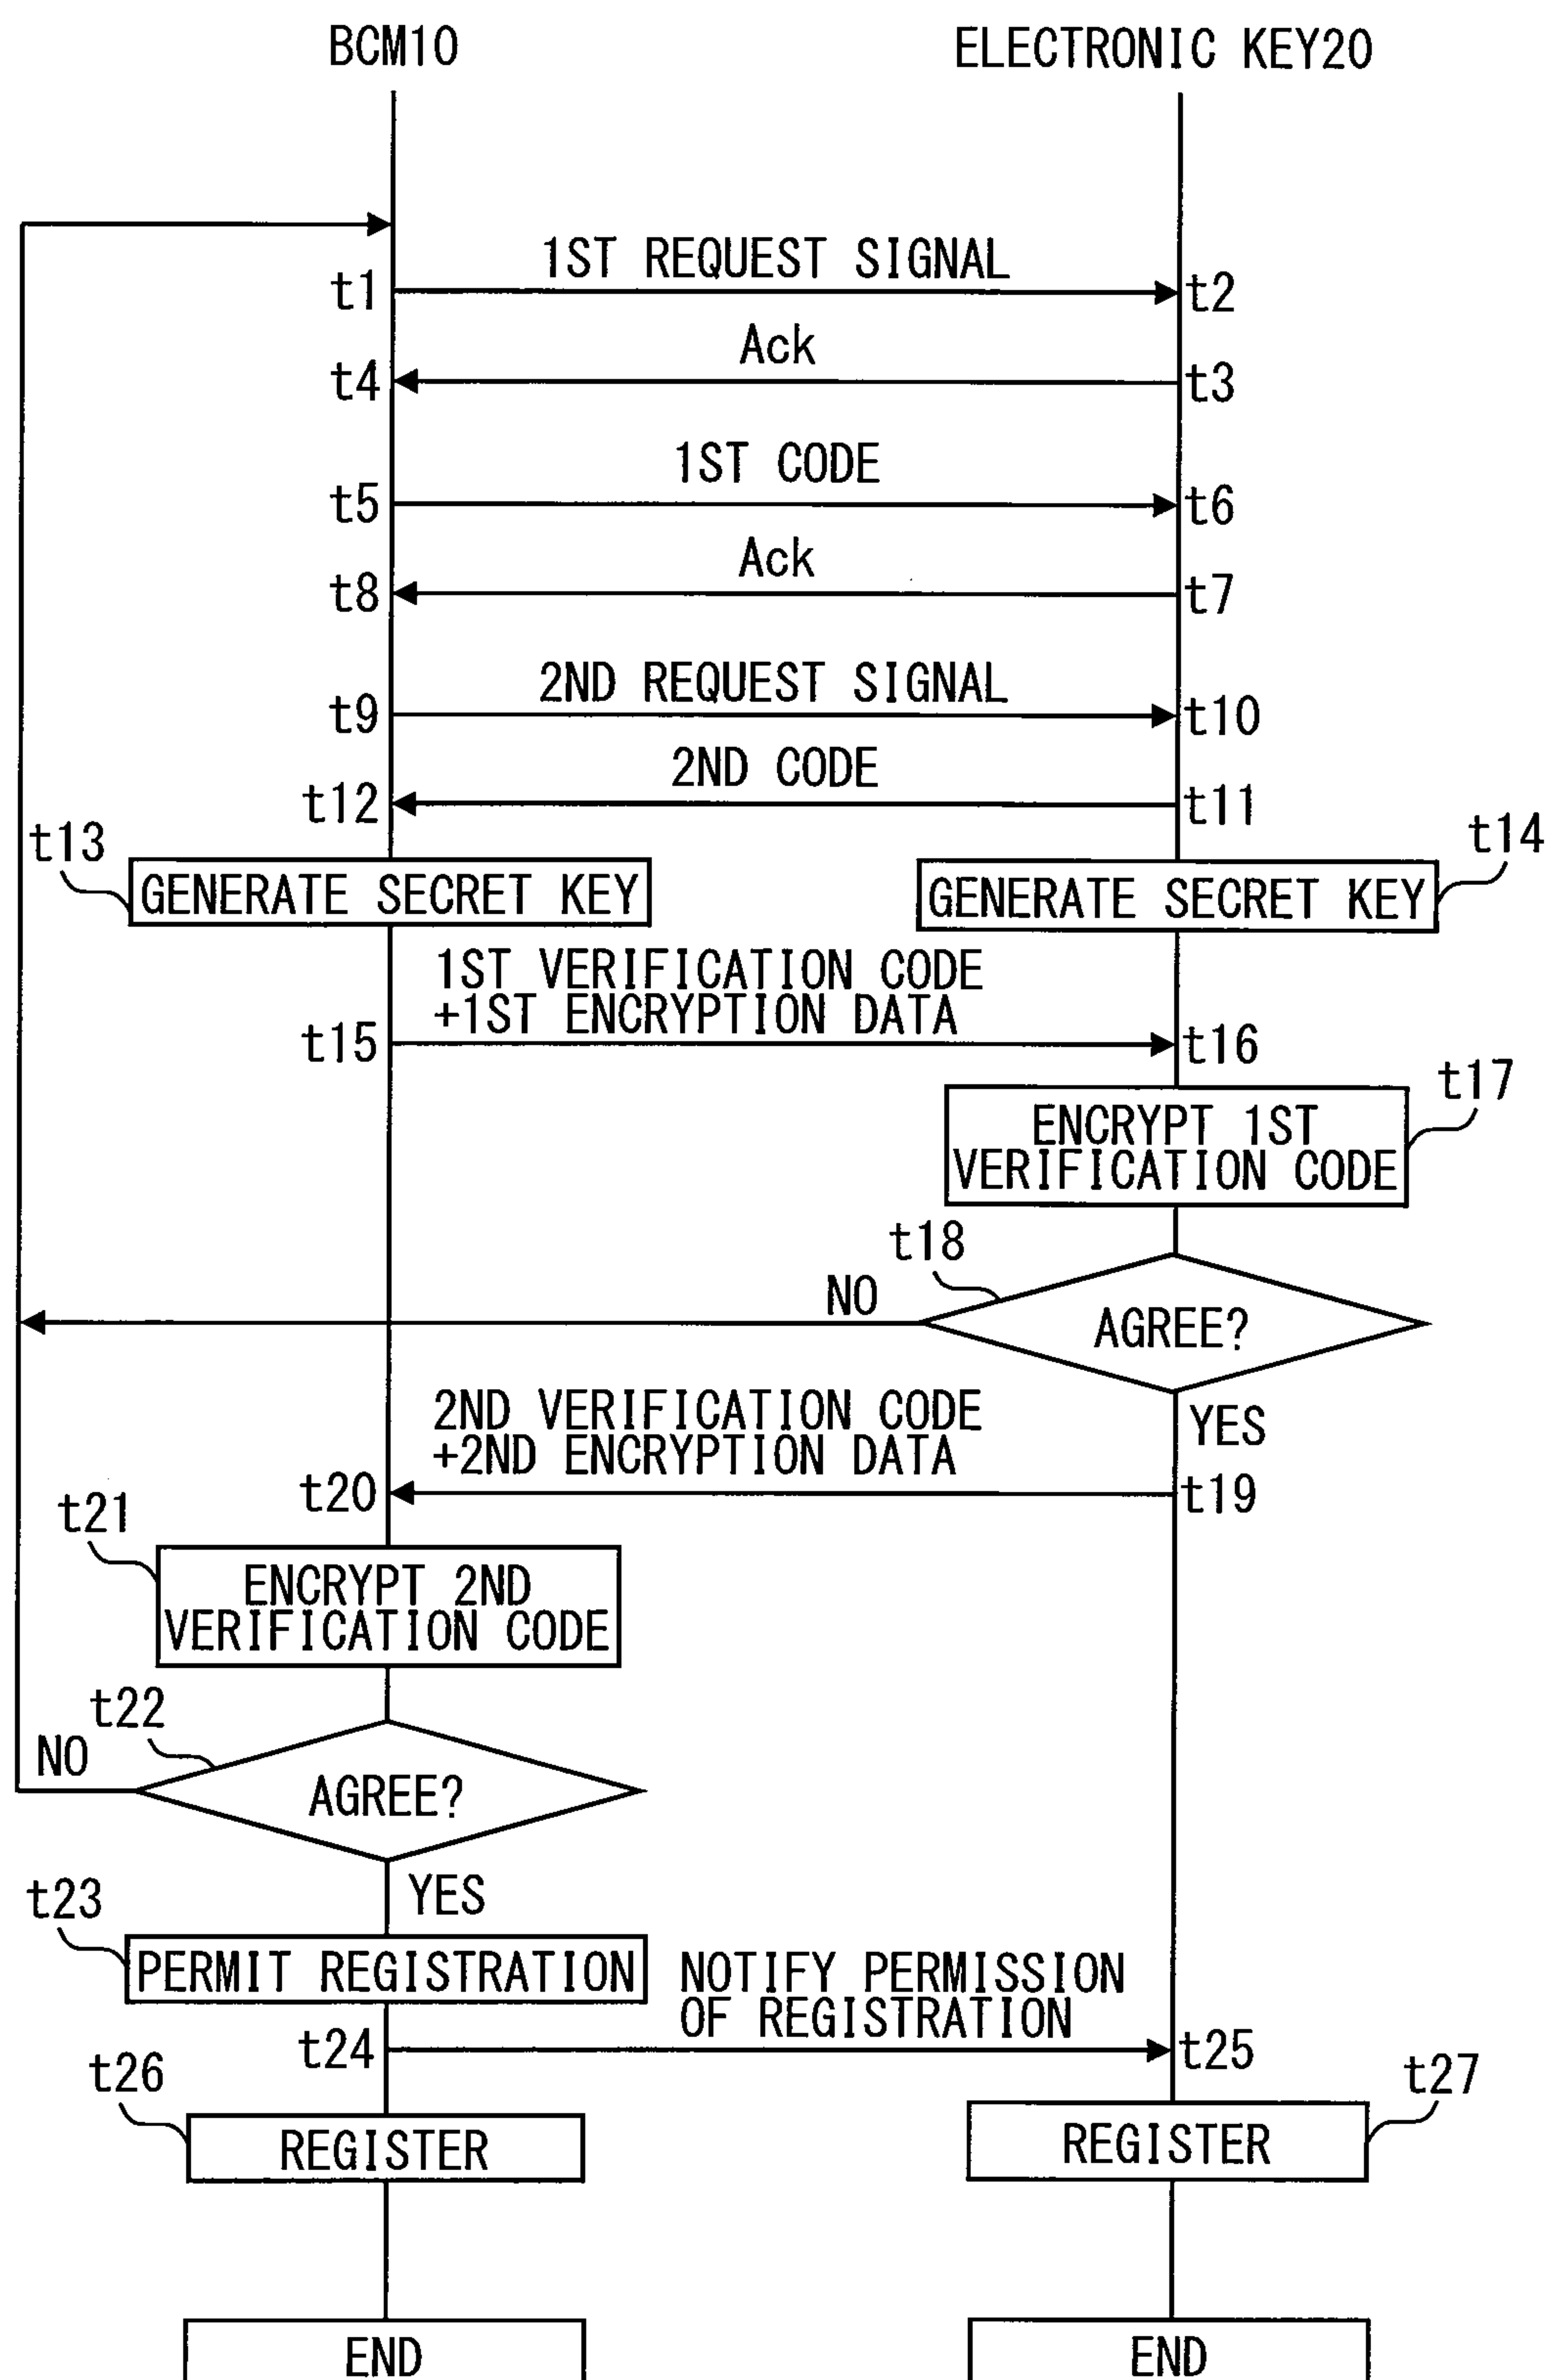 BCM10
ELECTRONIC KEY20
1ST REQUEST SIGNAL
t1
t2
Ack
t4
t3
1ST CODE
t5
t6
Ack
t8
t7
2ND REQUEST SIGNAL
t9
t10
2ND CODE
t12
t11
t13
t14
GENERATE SECRET KEY
GENERATE SECRET KEY
1ST VERIFICATION CODE
+1ST ENCRYPTION DATA
t15
t16
t17
ENCRYPT 1ST
VERIFICATION CODE
t18
NO
AGREE?
YES
2ND VERIFICATION CODE
+2ND ENCRYPTION DATA
t20
t19
t21
ENCRYPT 2ND
VERIFICATION CODE
t22
NO
AGREE?
YES
t23
PERMIT REGISTRATION
NOTIFY PERMISSION
OF REGISTRATION
t24
t25
t26
t27
REGISTER
REGISTER
END
END